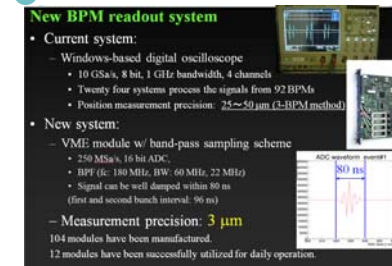 New BPM readout system
• Current system:
– Windows-based digital oscilloscope
• 10 GSa/s, 8 bit, 1 GHz bandwidth, 4 channels
• Twenty four systems process the signals from 92 BPMs
• Position measurement precision: 25~50 μm (3-BPM method)
• New system:
– VME module w/ band-pass sampling scheme
• 250 MSa/s, 16 bit ADC,
• BPF (fc: 180 MHz, BW: 60 MHz, 22 MHz)
• Signal can be well damped within 80 ns
(first and second bunch interval: 96 ns)
– Measurement precision: 3 μm
104 modules have been manufactured.
12 modules have been successfully utilized for daily operation.
ADC waveform event#1
80 ns